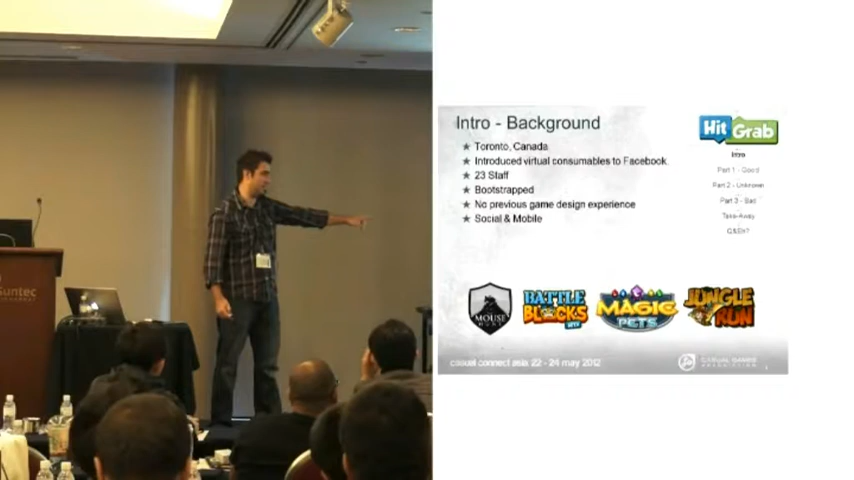 Suntec
Intro - Background
Hit Grab
★ Toronto, Canada
★ Introduced virtual consumables to Facebook.
★ 23 Staff
★ Bootstrapped
★ No previous game design experience
★ Social & Mobile
Intro
Part 1 - Good
Part 2 - Unknown
Part 3 - Bad
Take-Away
MOUSE
HUNT
BATTLE
BLOCKS
MAGIC
PETS
JUNGLE
RUN
casual connect asia 22 - 24 may 2012
CASUAL GAMES
ASSOCIATION